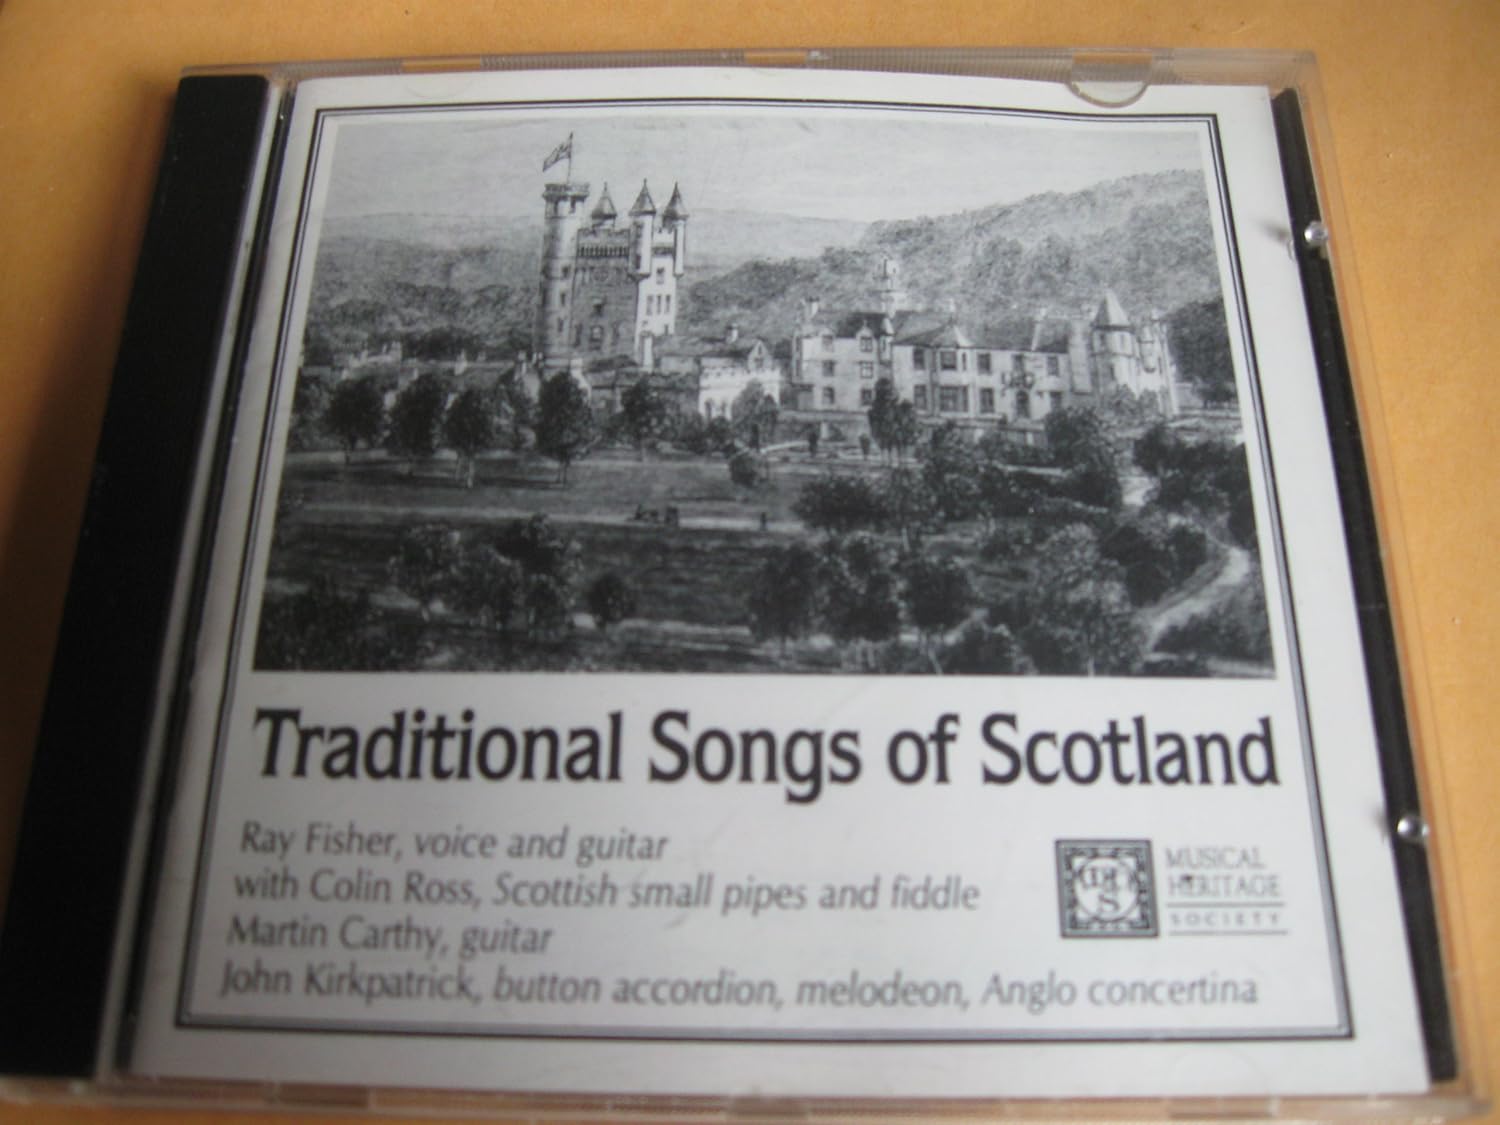 Traditional Songs of Scotland
Ray Fisher, voice and guitar
with Colin Ross, Scottish small pipes and fiddle
Martin Carthy, guitar
John Kirkpatrick, button accordion, melodeon, Anglo concertina
MUSICAL
HERITAGE
SOCIETY